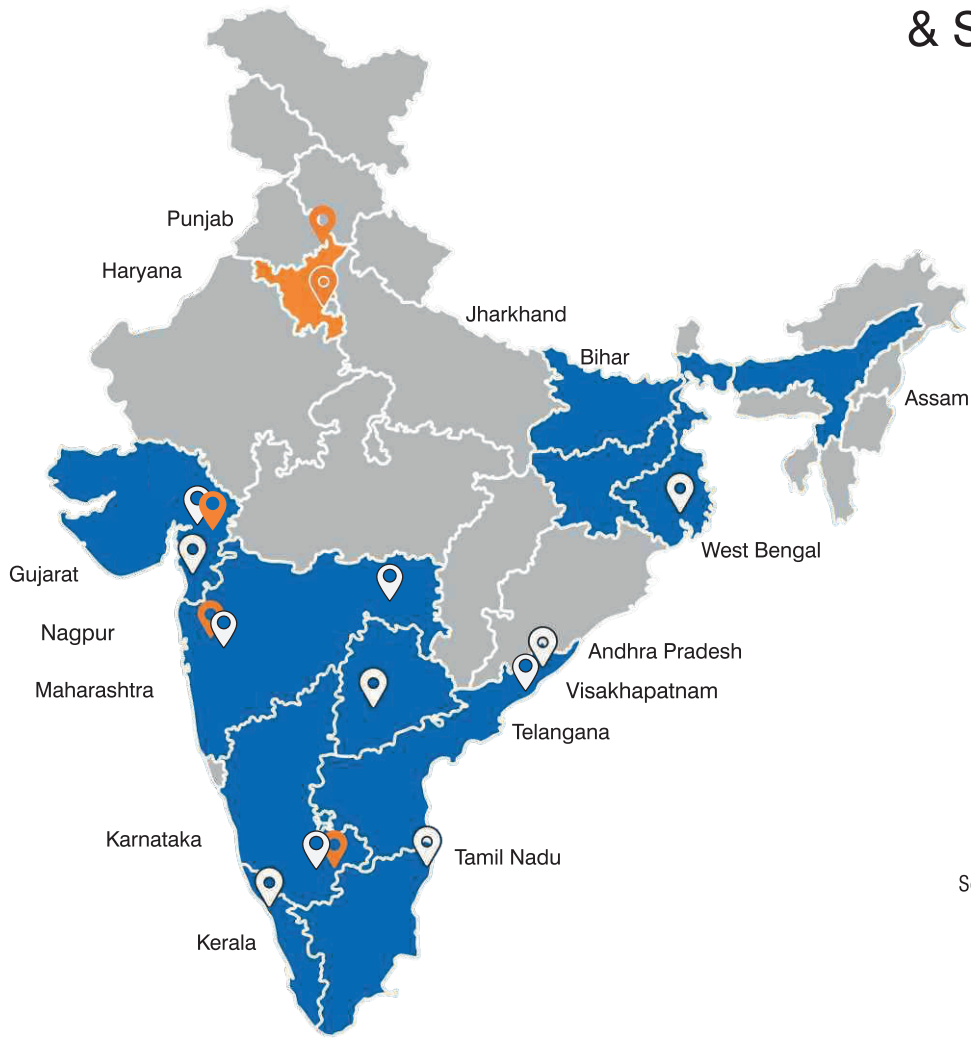 & S
Punjab
Haryana
Jharkhand
Bihar
Assam
West Bengal
Gujarat
Nagpur
Andhra Pradesh
Maharashtra
Visakhapatnam
Telangana
Karnataka
Tamil Nadu
Kerala